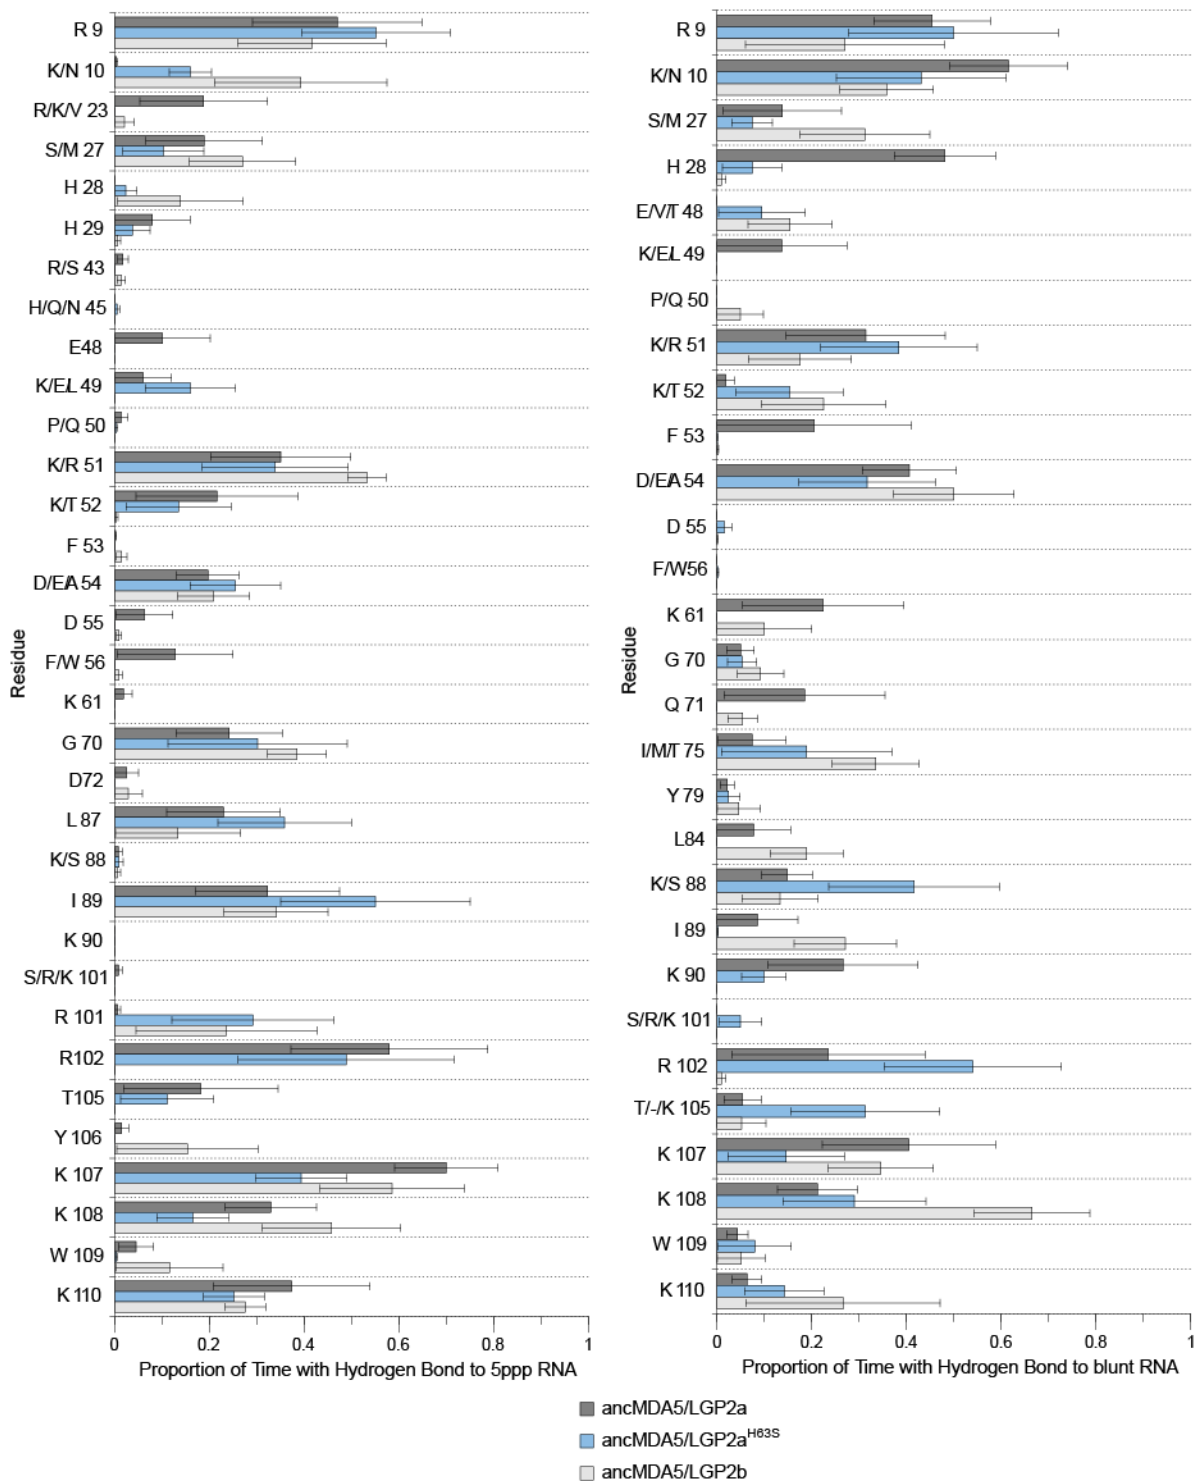 R 9
K/N 10
R/K/V 23
S/M 27
H 28
H 29
R/S 43
H/Q/N 45
E48
K/E/L 49
P/Q 50
K/R 51
K/T 52
F 53
D/E/A 54
D 55
F/W 56
K 61
G 70
D72
L 87
K/S 88
I 89
K 90
S/R/K 101
R 101
R102
T105
Y 106
K 107
K 108
W 109
K 110
Residue
0 0.2 0.4 0.6 0.8 1
Proportion of Time with Hydrogen Bond to 5ppp RNA
R 9
K/N 10
S/M 27
H 28
E/V/T 48
K/E/L 49
P/Q 50
K/R 51
K/T 52
F 53
D/E/A 54
D 55
F/W56
K 61
G 70
Q 71
I/M/T 75
Y 79
L84
K/S 88
I 89
K 90
S/R/K 101
R 102
T/-/K 105
K 107
K 108
W 109
K 110
Residue
0 0.2 0.4 0.6 0.8 1
Proportion of Time with Hydrogen Bond to blunt RNA
ancMDA5/LGP2a
ancMDA5/LGP2a^H63S
ancMDA5/LGP2b